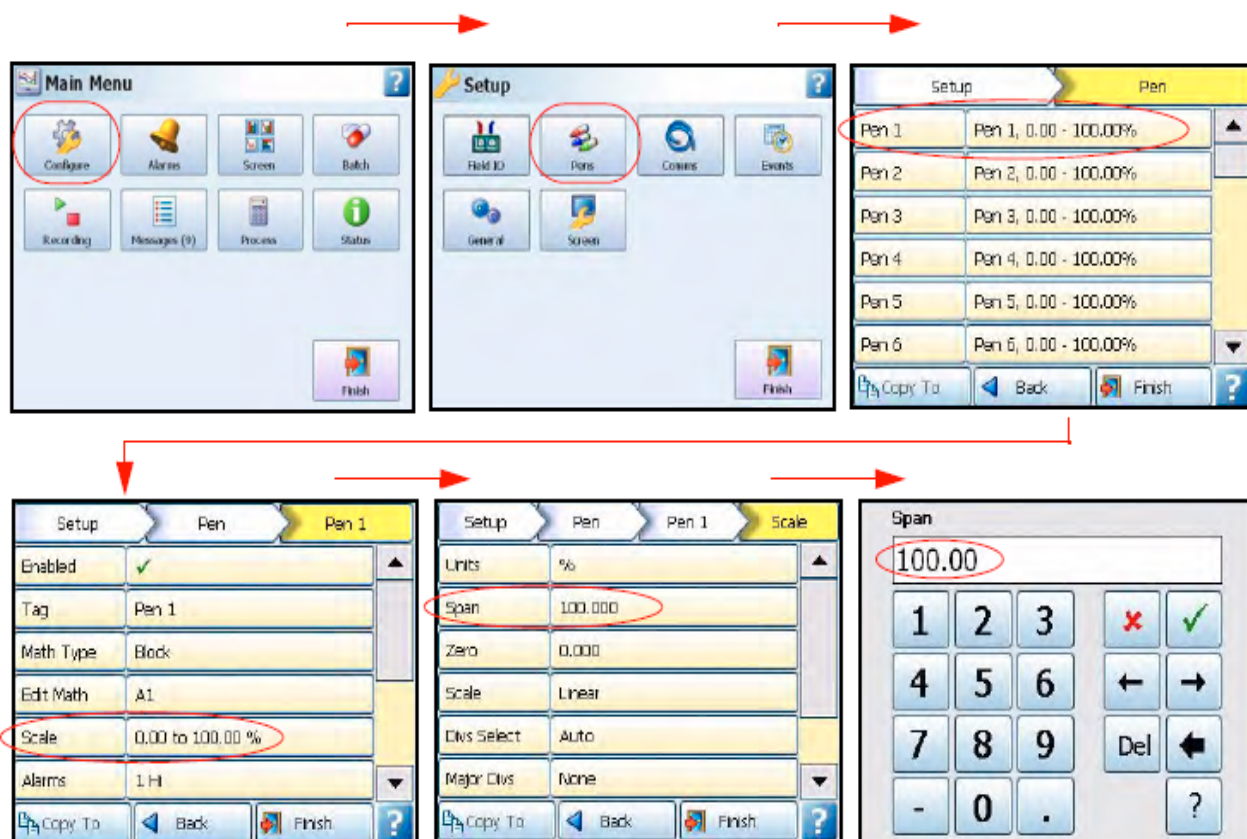 Main Menu ?
Configure Alarms Screen Batch
Recording Messages (9) Process Status
Finish
Setup ?
Field IO Pens Comms Events
General Screen
Finish
Setup Pen
Pen 1 Pen 1, 0.00 - 100.00%
Pen 2 Pen 2, 0.00 - 100.00%
Pen 3 Pen 3, 0.00 - 100.00%
Pen 4 Pen 4, 0.00 - 100.00%
Pen 5 Pen 5, 0.00 - 100.00%
Pen 6 Pen 6, 0.00 - 100.00%
Copy To Back Finish ?
Setup Pen Pen 1
Enabled ✓
Tag Pen 1
Math Type Block
Edit Math A1
Scale 0.00 to 100.00 %
Alarms 1 Hi
Copy To Back Finish ?
Setup Pen Pen 1 Scale
Units %
Span 100.000
Zero 0.000
Scale Linear
Divs Select Auto
Major Divs None
Copy To Back Finish ?
Span
100.00
1 2 3
4 5 6
7 8 9 Del
- 0 . ?